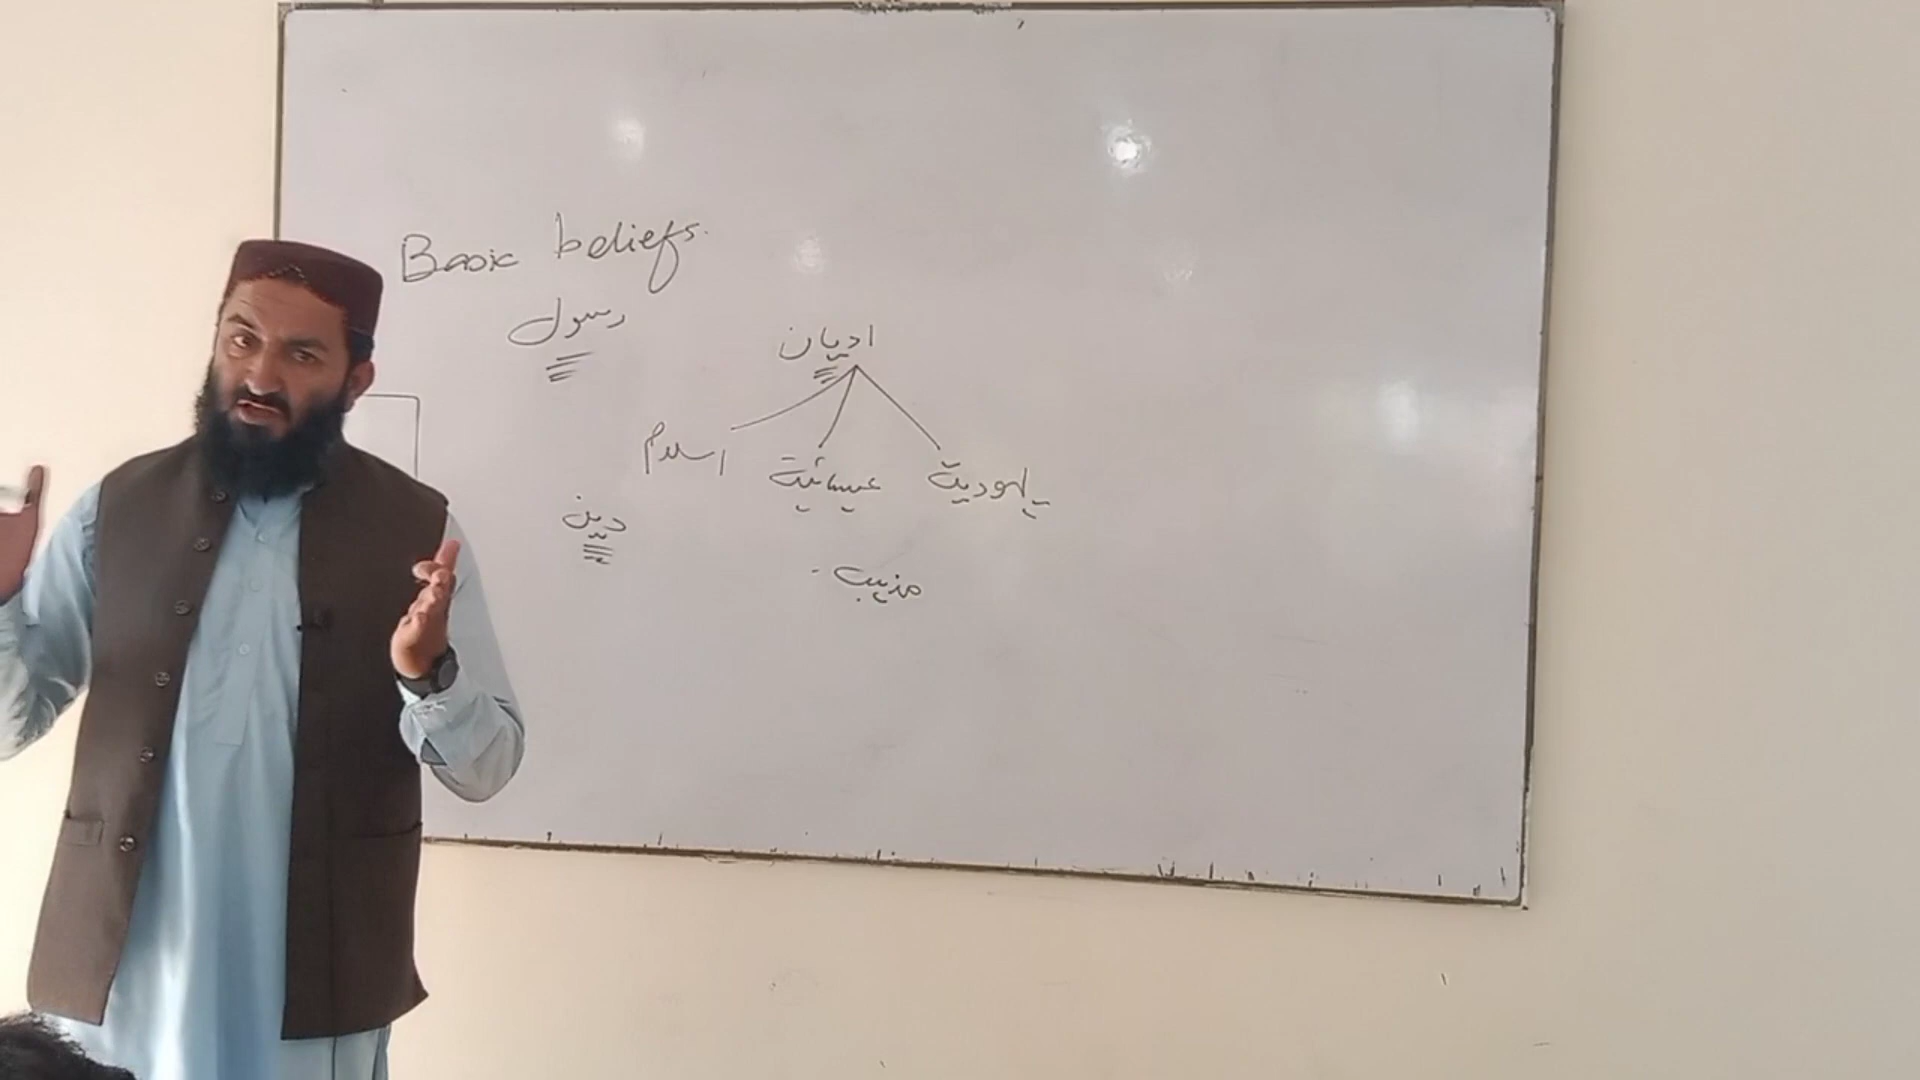 Basic beliefs.
رسول
ادیان
اسلام
عیسائیت
یہودیت
دین
مذہب